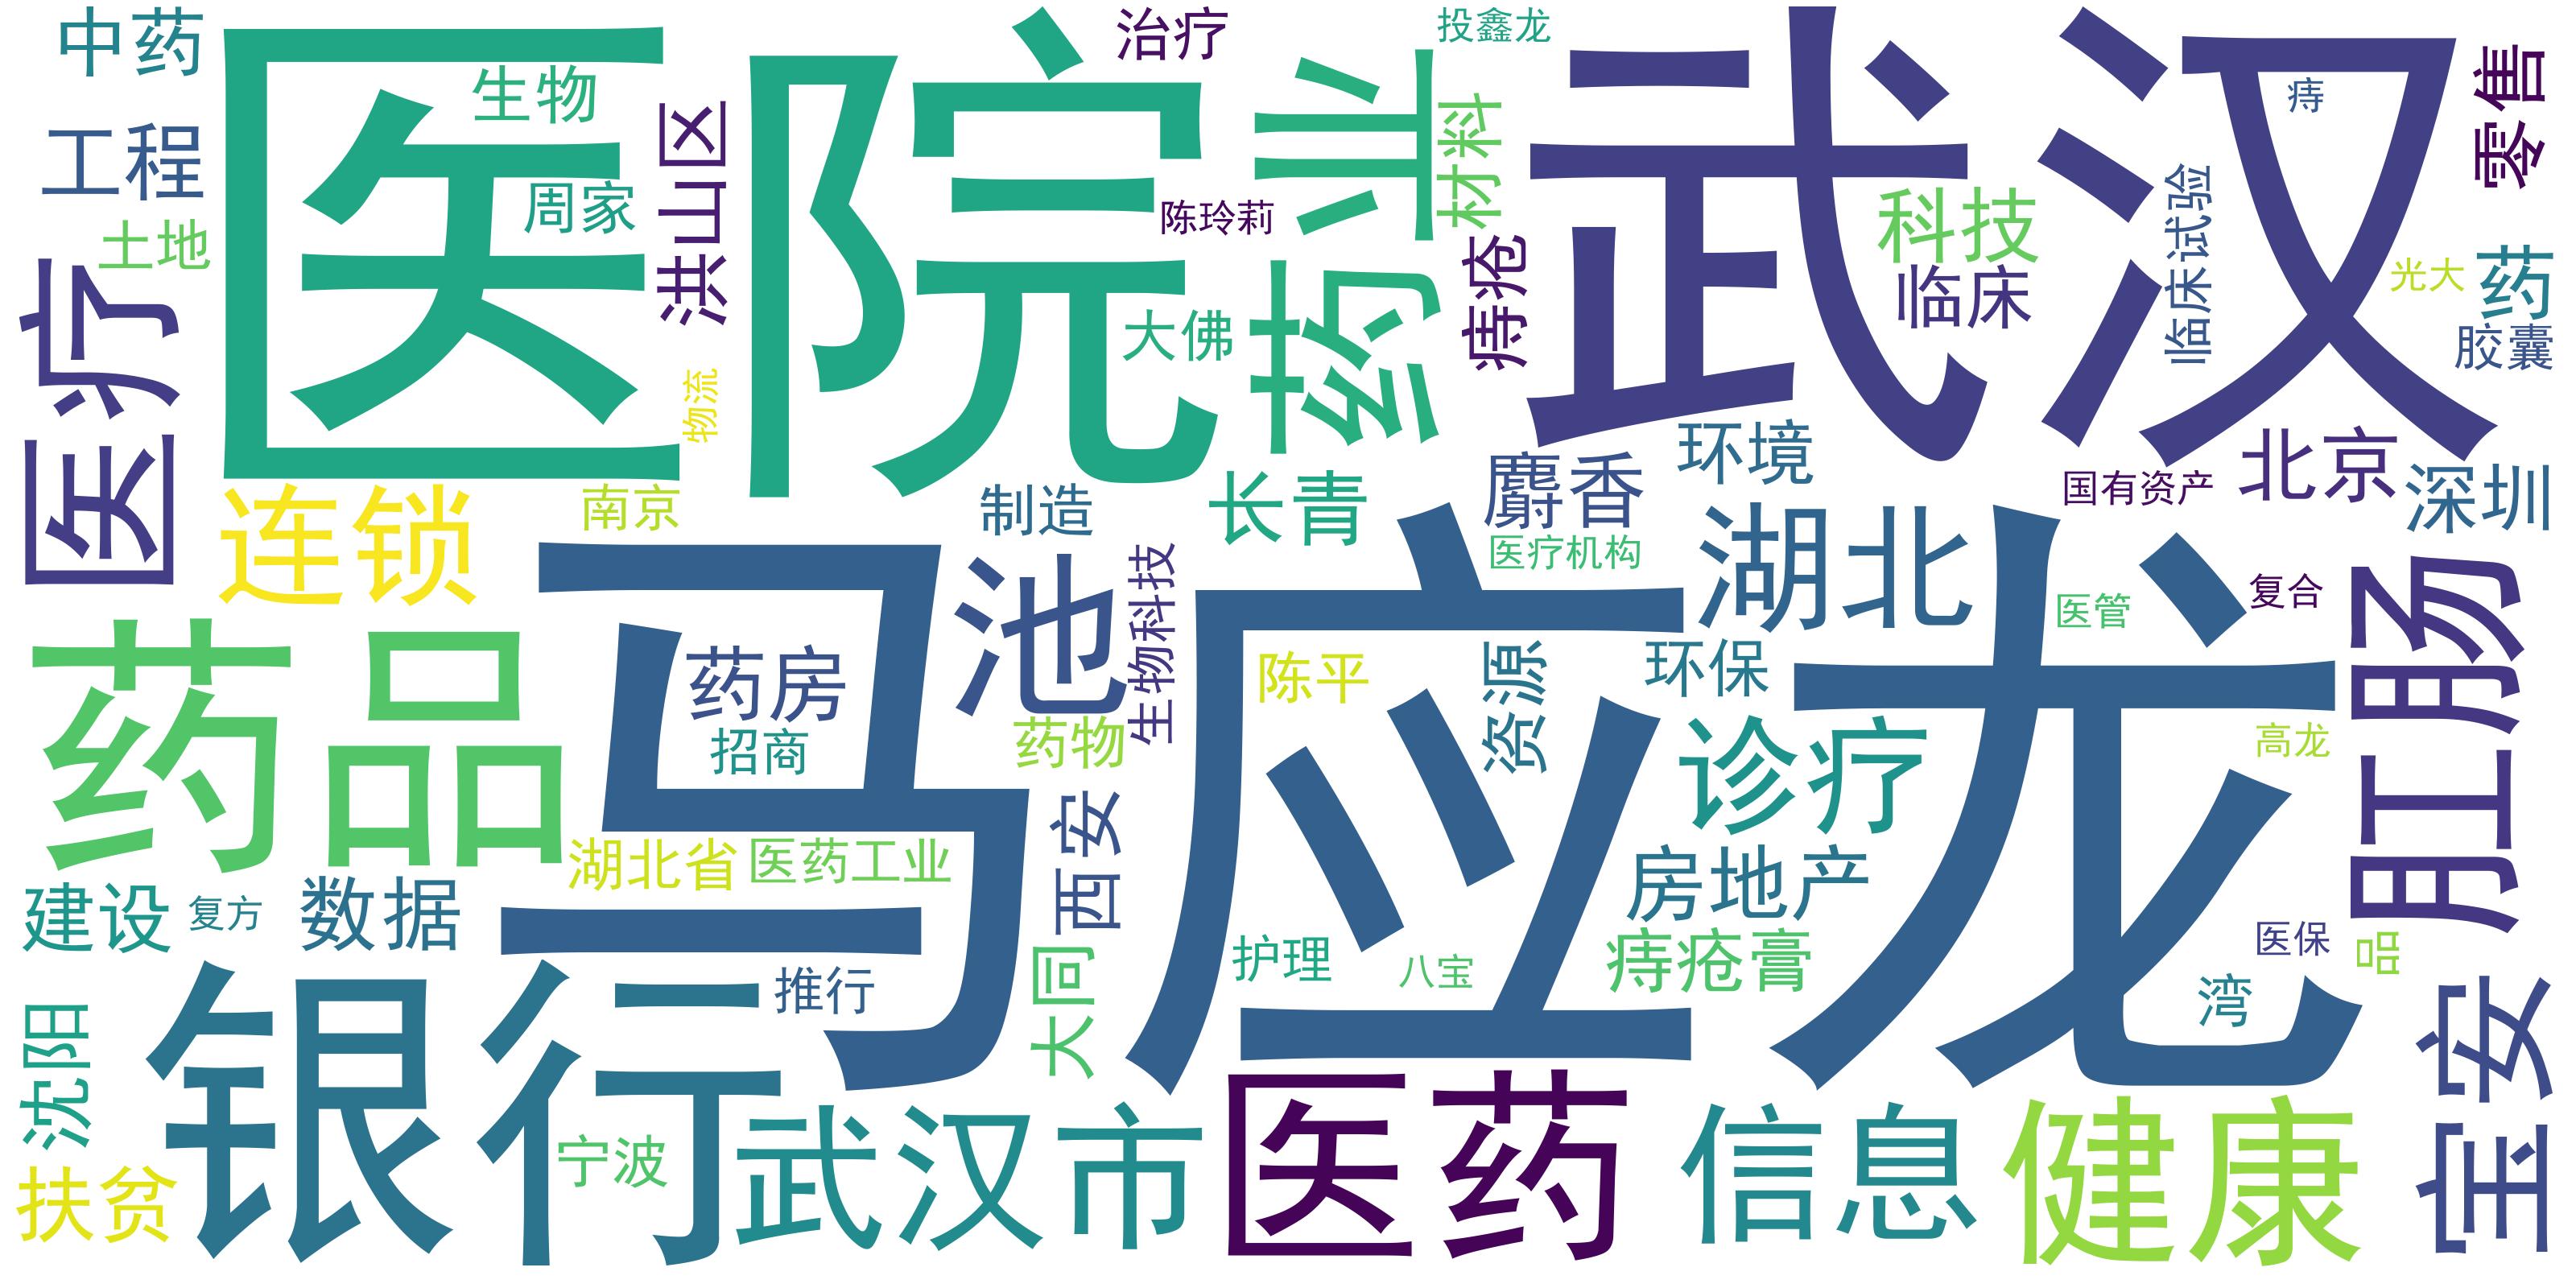 中药
医院
治疗
投鑫龙
武汉
零售
生物
工程
洪山区
药业
材料
痔
周家
陈玲莉
科技
临床试验
土地
痔疮
临床
光大
药
医疗
大佛
胶囊
物流
连锁
南京
制造
长青
麝香
环境
北京
国有资产
深圳
医疗机构
马应龙
池
生物科技
湖北
医管
复合
肛肠
药品
药房
陈平
资源
环保
招商
药物
诊疗
高龙
湖北省
医药工业
西安
房地产
建设
复方
数据
大同
护理
八宝
痔疮膏
医保
品
银行
推行
湾
沈阳
宝安
扶贫
宁波
武汉市
医药
信息
健康